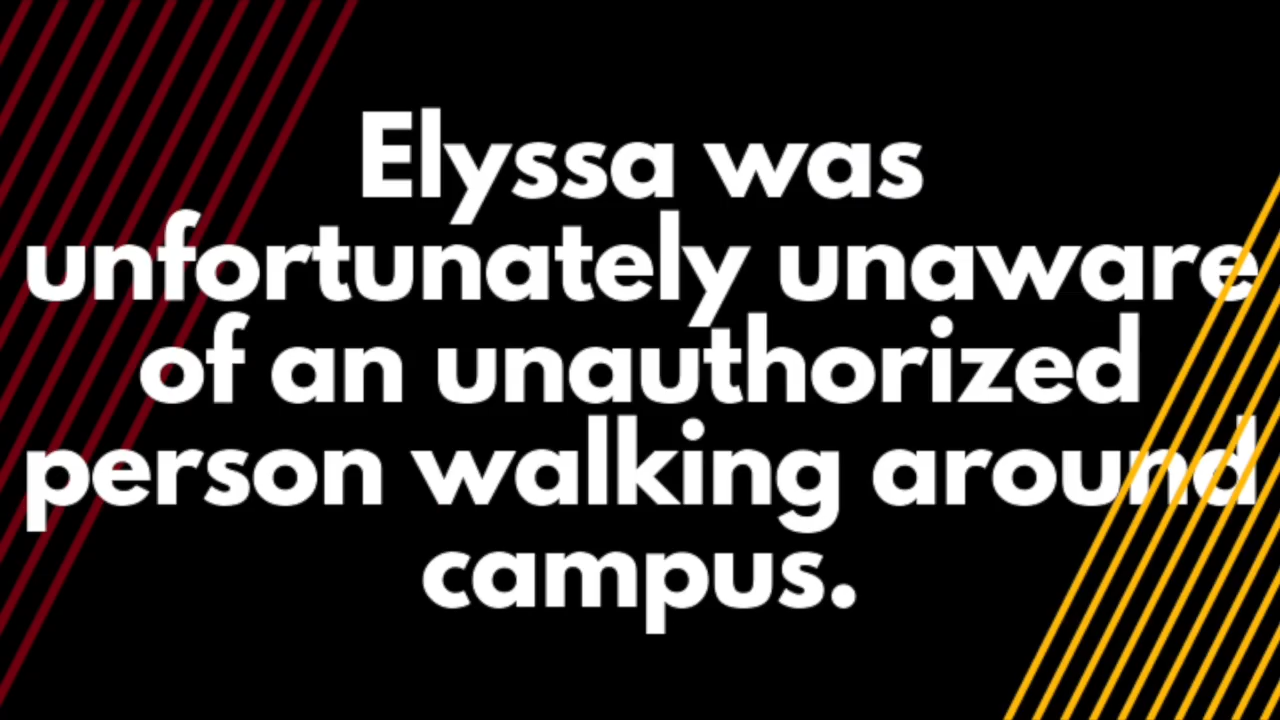 Elyssa was
unfortunately unaware
of an unauthorized
person walking around
campus.